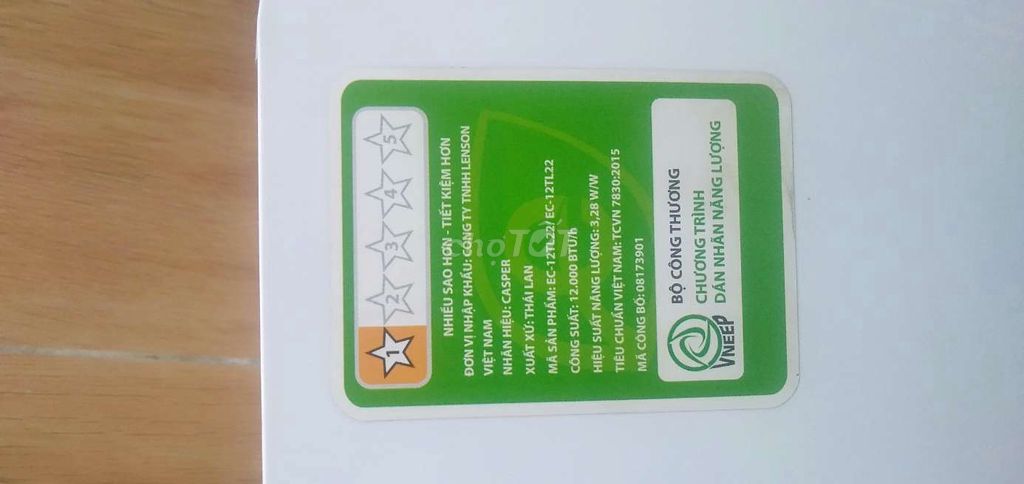 1 2 3 4 5
NHIỀU SAO HƠN - TIẾT KIỆM HƠN
ĐƠN VỊ NHẬP KHẨU: CÔNG TY TNHH LENSON
VIỆT NAM
NHÃN HIỆU: CASPER
XUẤT XỨ: THÁI LAN
MÃ SẢN PHẨM: EC-12TL22/ EC-12TL22
CÔNG SUẤT: 12.000 BTU/h
HIỆU SUẤT NĂNG LƯỢNG: 3,28 W/W
TIÊU CHUẨN VIỆT NAM: TCVN 7830:2015
MÃ CÔNG BỐ: 08173901
VNEEP
BỘ CÔNG THƯƠNG
CHƯƠNG TRÌNH
DÁN NHÃN NĂNG LƯỢNG
chợTỐT